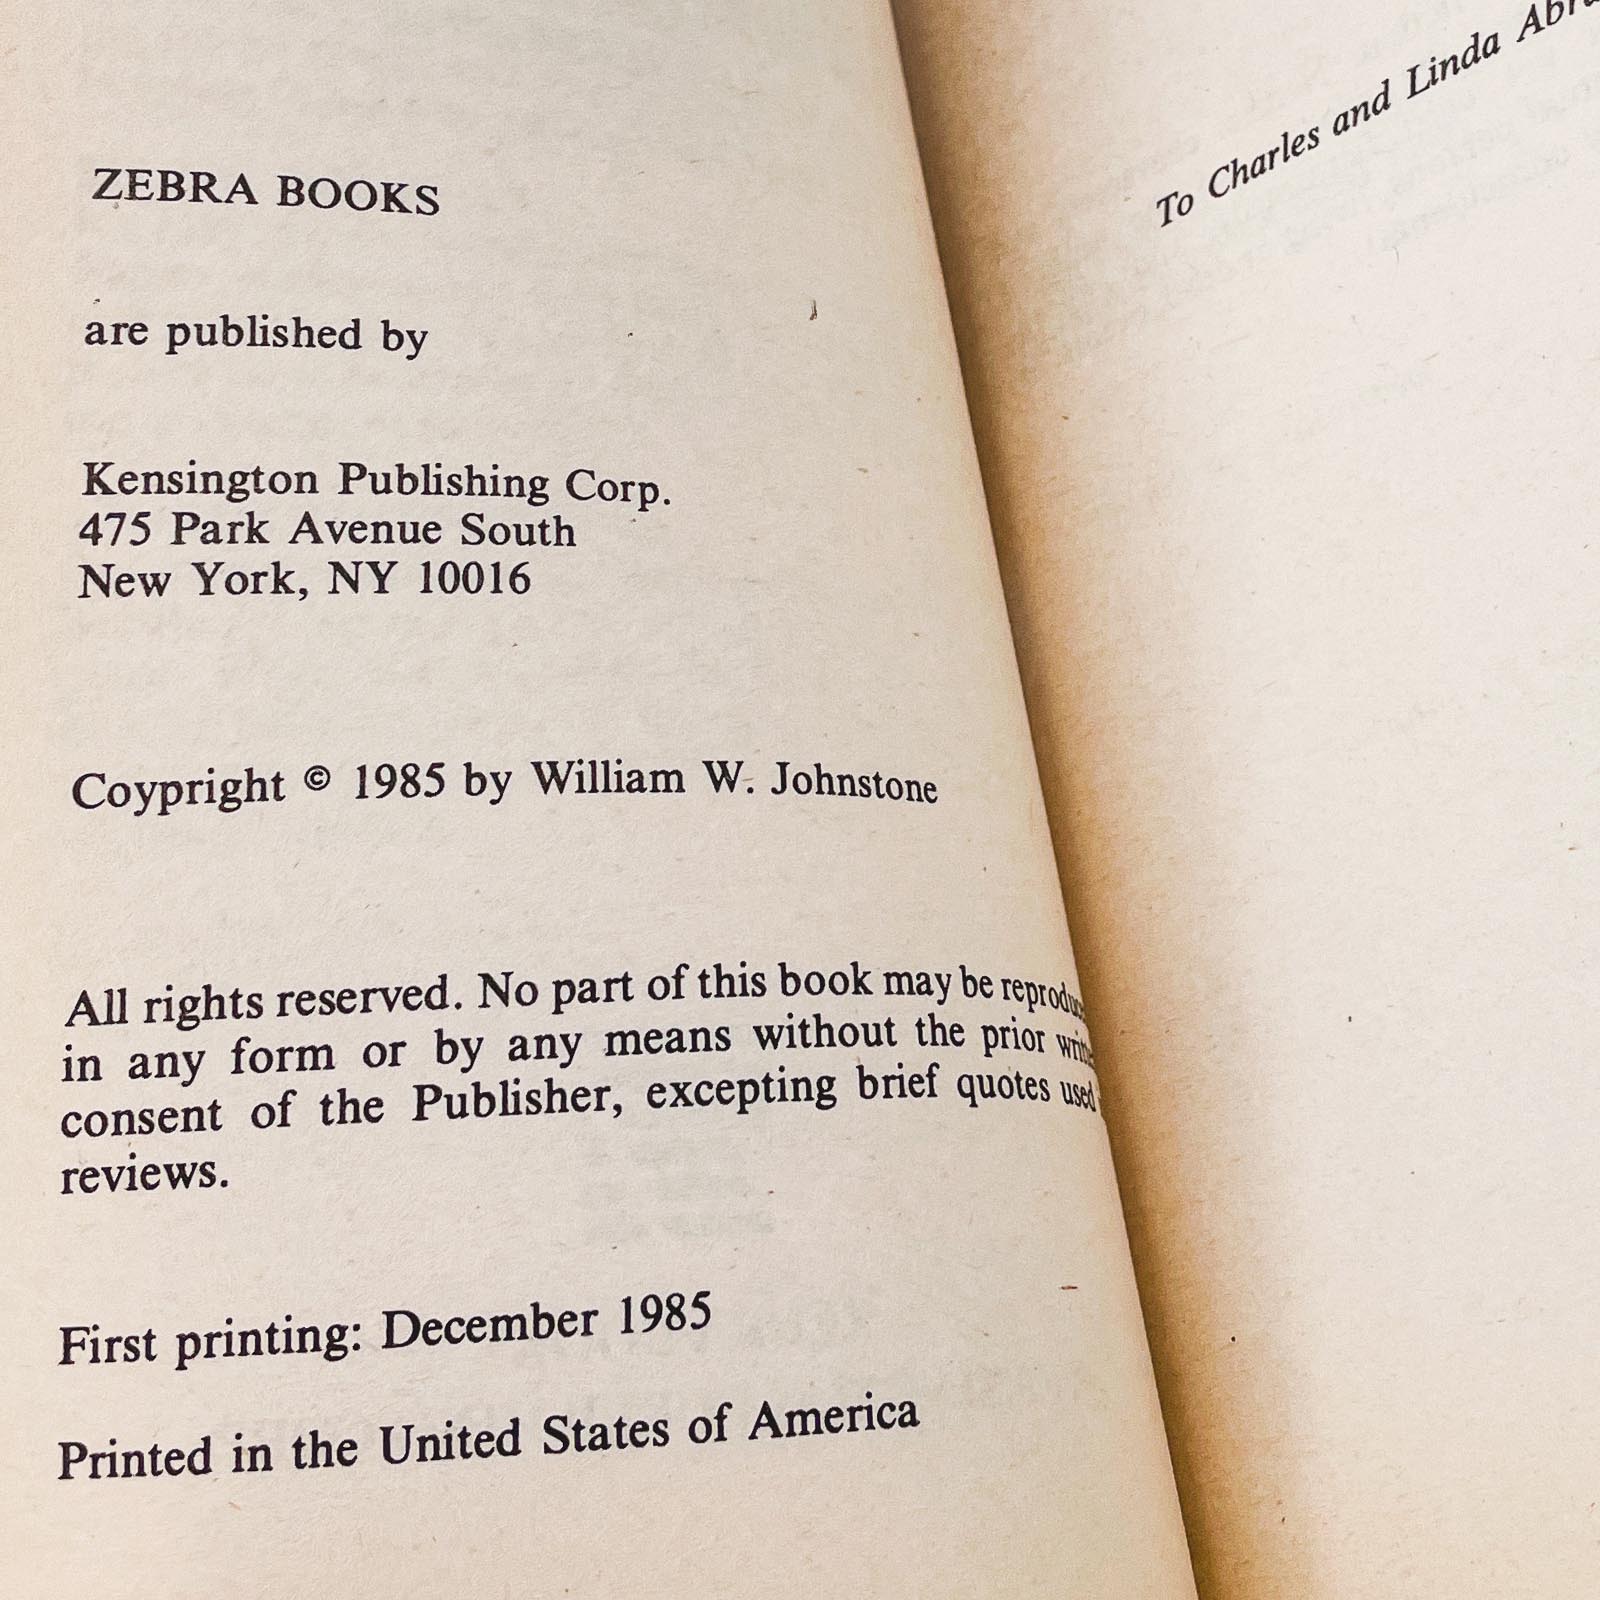 ZEBRA BOOKS
are published by
Kensington Publishing Corp.
475 Park Avenue South
New York, NY 10016
Coypright © 1985 by William W. Johnstone
All rights reserved. No part of this book may be
in any form or by any means without the prior
consent of the Publisher, excepting brief quotes used
reviews.
First printing: December 1985
Printed in the United States of America
To Charles and Linda